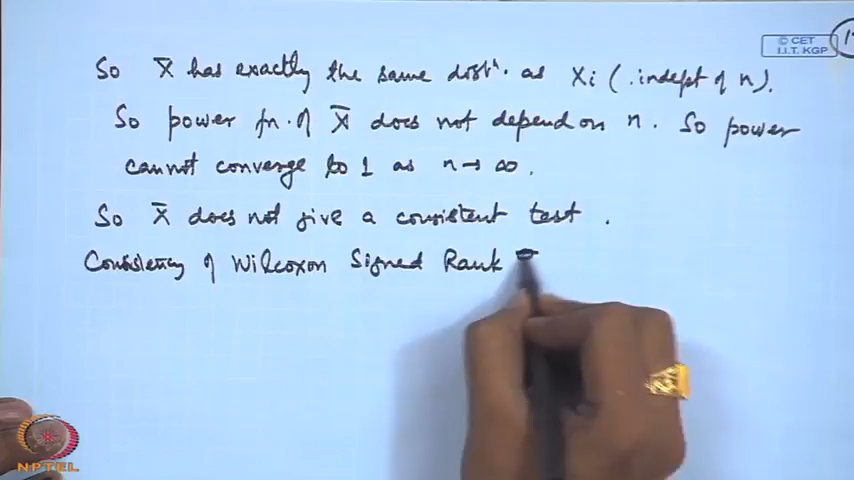 © CET
I.I.T. KGP
So X̄ has exactly the same distⁿ. as Xi (.indept of n).
So power fn. of X̄ does not depend on n. So power
cannot converge to 1 as n → ∞.
So X̄ does not give a consistent test.
Consistency of Wilcoxon Signed Rank
NPTEL